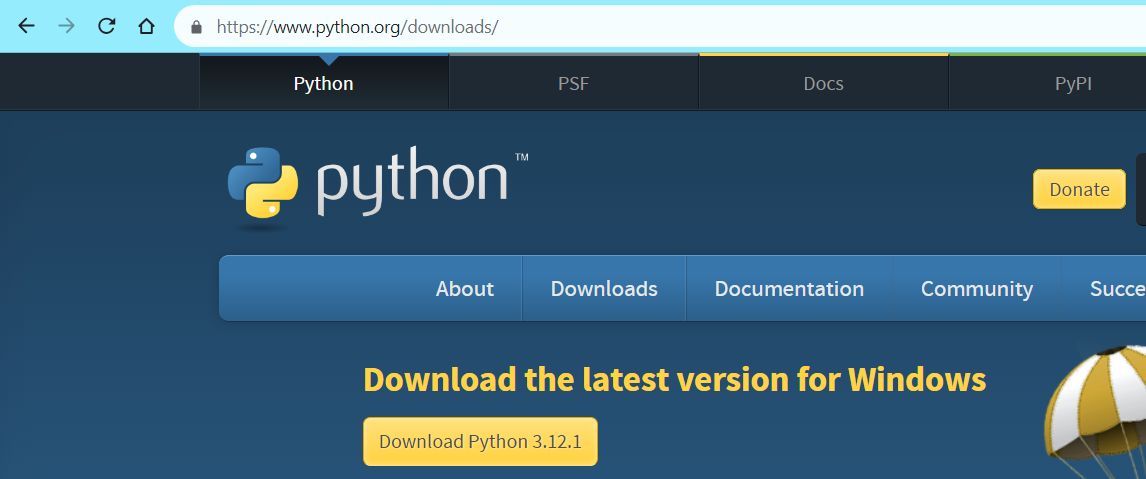 https://www.python.org/downloads/
Python PSF Docs PyPI
python™
Donate
About Downloads Documentation Community Succe
Download the latest version for Windows
Download Python 3.12.1